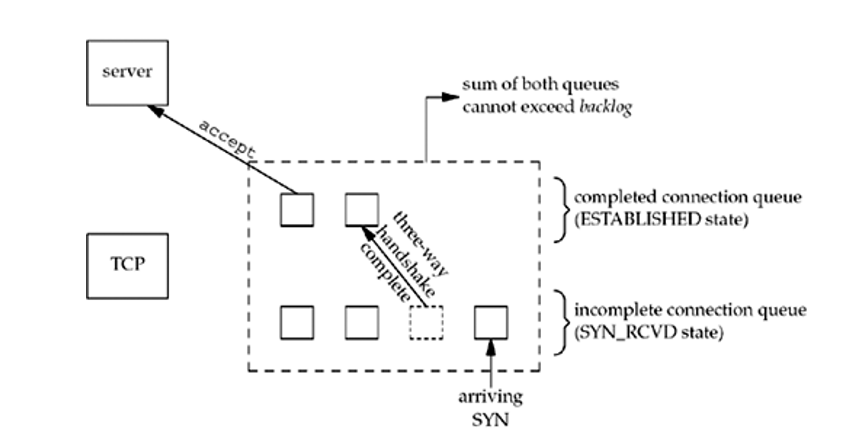 server
sum of both queues
cannot exceed backlog
accept
completed connection queue
(ESTABLISHED state)
three-way
handshake
complete
TCP
incomplete connection queue
(SYN_RCVD state)
arriving
SYN